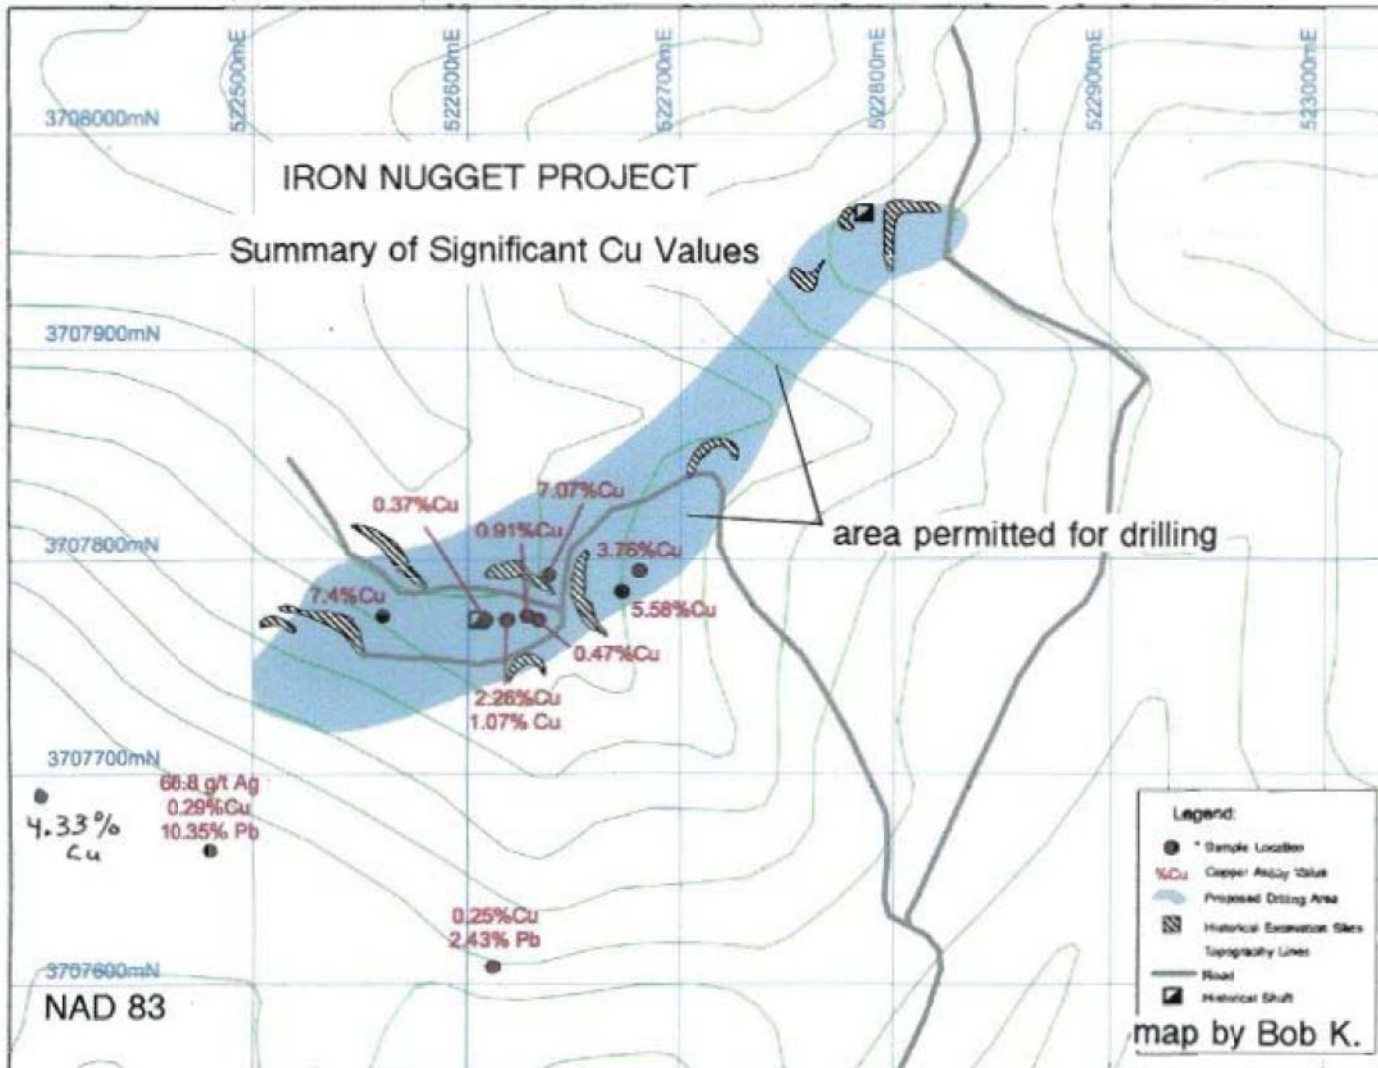 522500mE
522600mE
522700mE
522800mE
522900mE
523000mE
3708000mN
IRON NUGGET PROJECT
Summary of Significant Cu Values
3707900mN
7.07%Cu
0.37%Cu
0.91%Cu
area permitted for drilling
3707800mN
3.76%Cu
7.4%Cu
5.58%Cu
0.47%Cu
2.26%Cu
1.07% Cu
3707700mN
66.8 g/t Ag
0.29%Cu
10.35% Pb
4.33%
Cu
0.25%Cu
2.43% Pb
3707600mN
NAD 83
Legend:
* Sample Location
%Cu Copper Assay Value
Proposed Drilling Area
Historical Excavation Sites
Topography Lines
Road
Historical Shaft
map by Bob K.